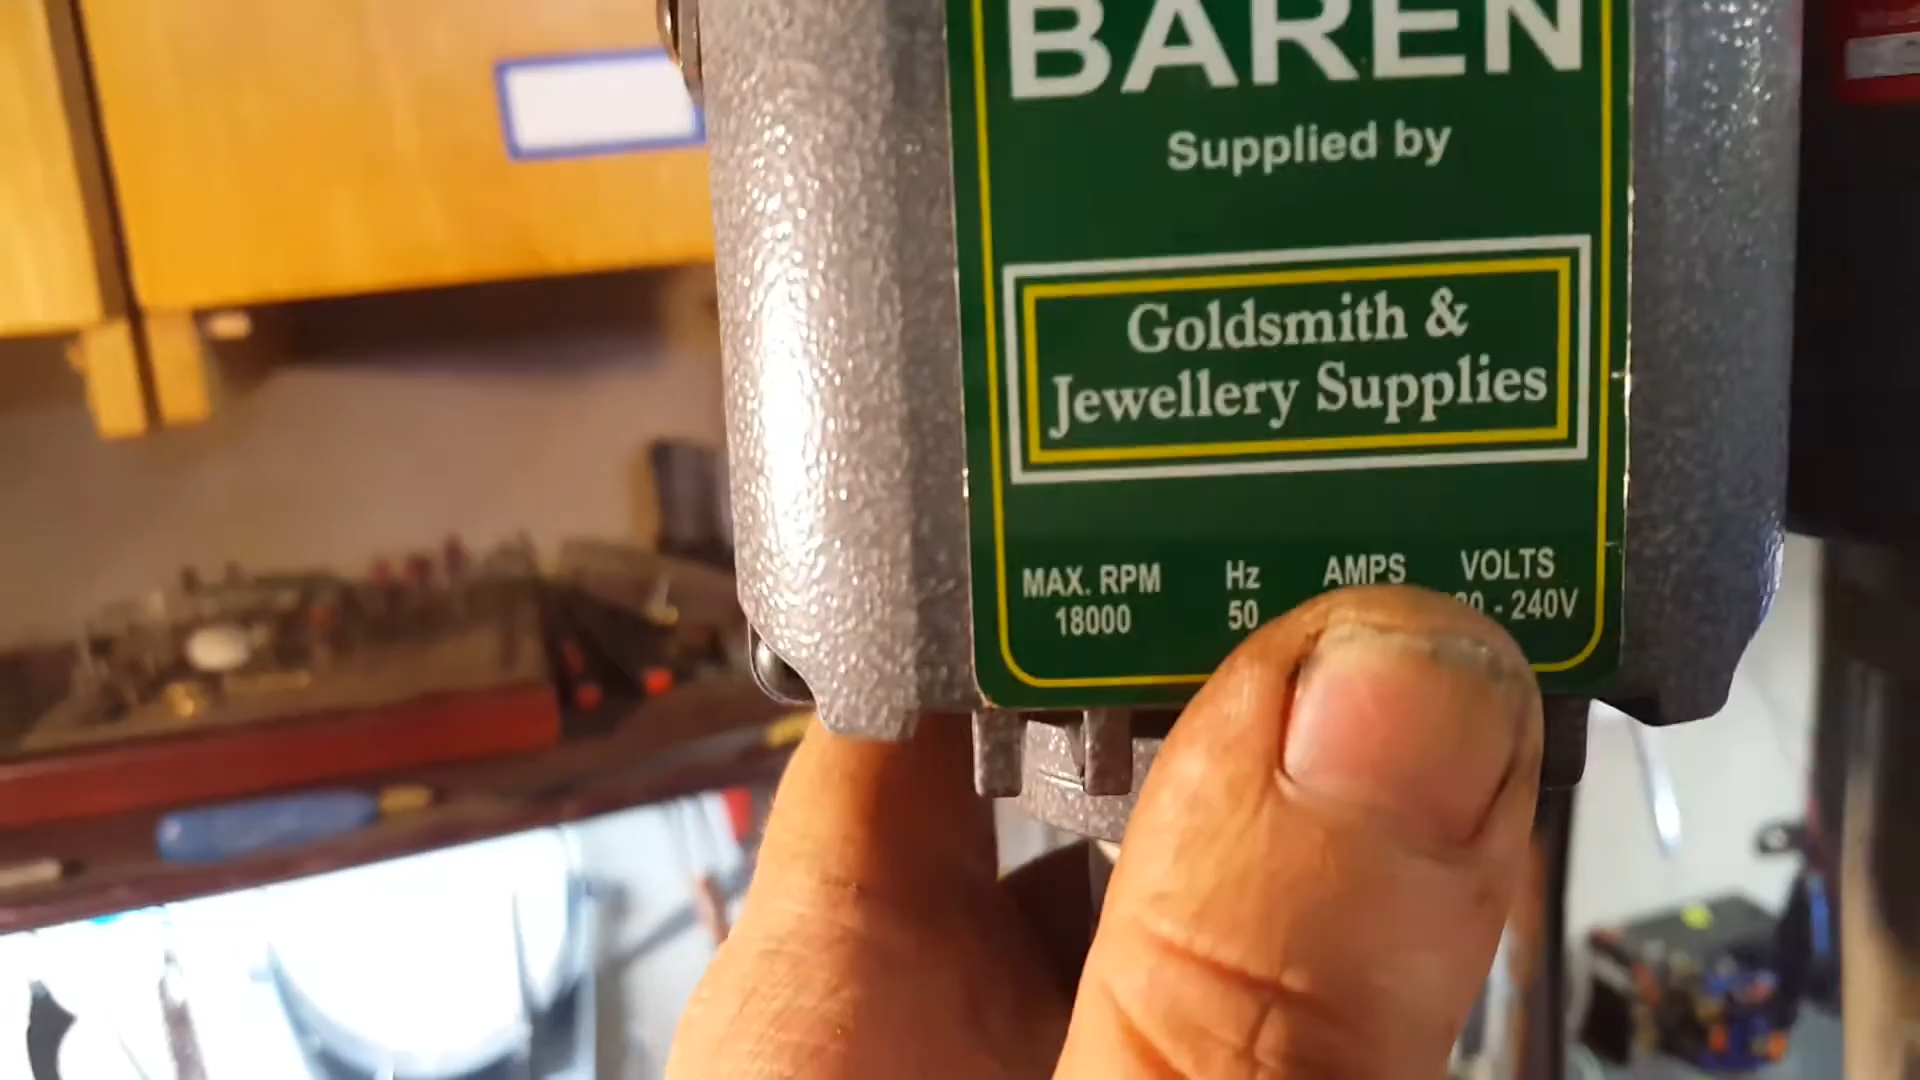 BAREN
Supplied by
Goldsmith &
Jewellery Supplies
MAX. RPM Hz AMPS VOLTS
18000 50 - 240V